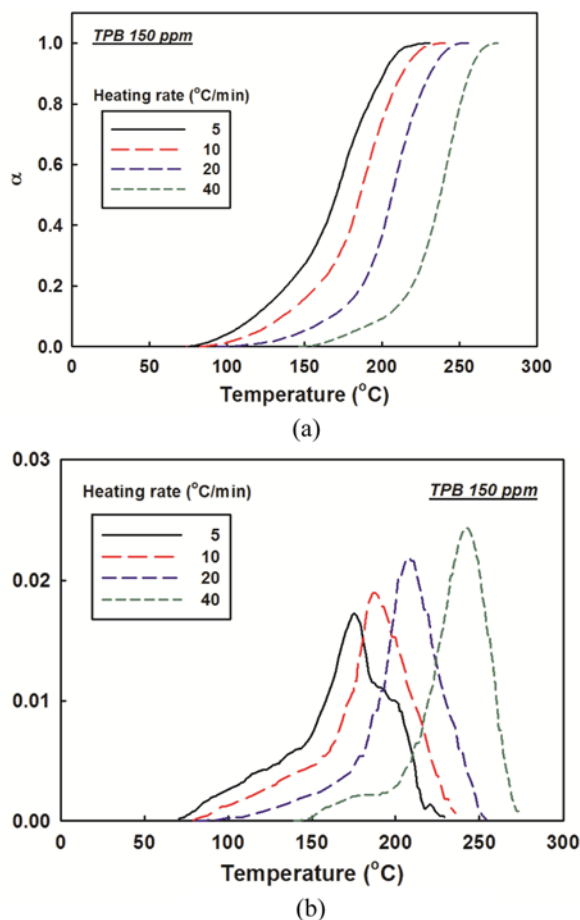 TPB 150 ppm
Heating rate (°C/min)
5
10
20
40
α
1.0
0.8
0.6
0.4
0.2
0.0
0 50 100 150 200 250 300
Temperature (°C)
(a)
Heating rate (°C/min)
TPB 150 ppm
5
10
20
40
0.03
0.02
0.01
0.00
0 50 100 150 200 250 300
Temperature (°C)
(b)